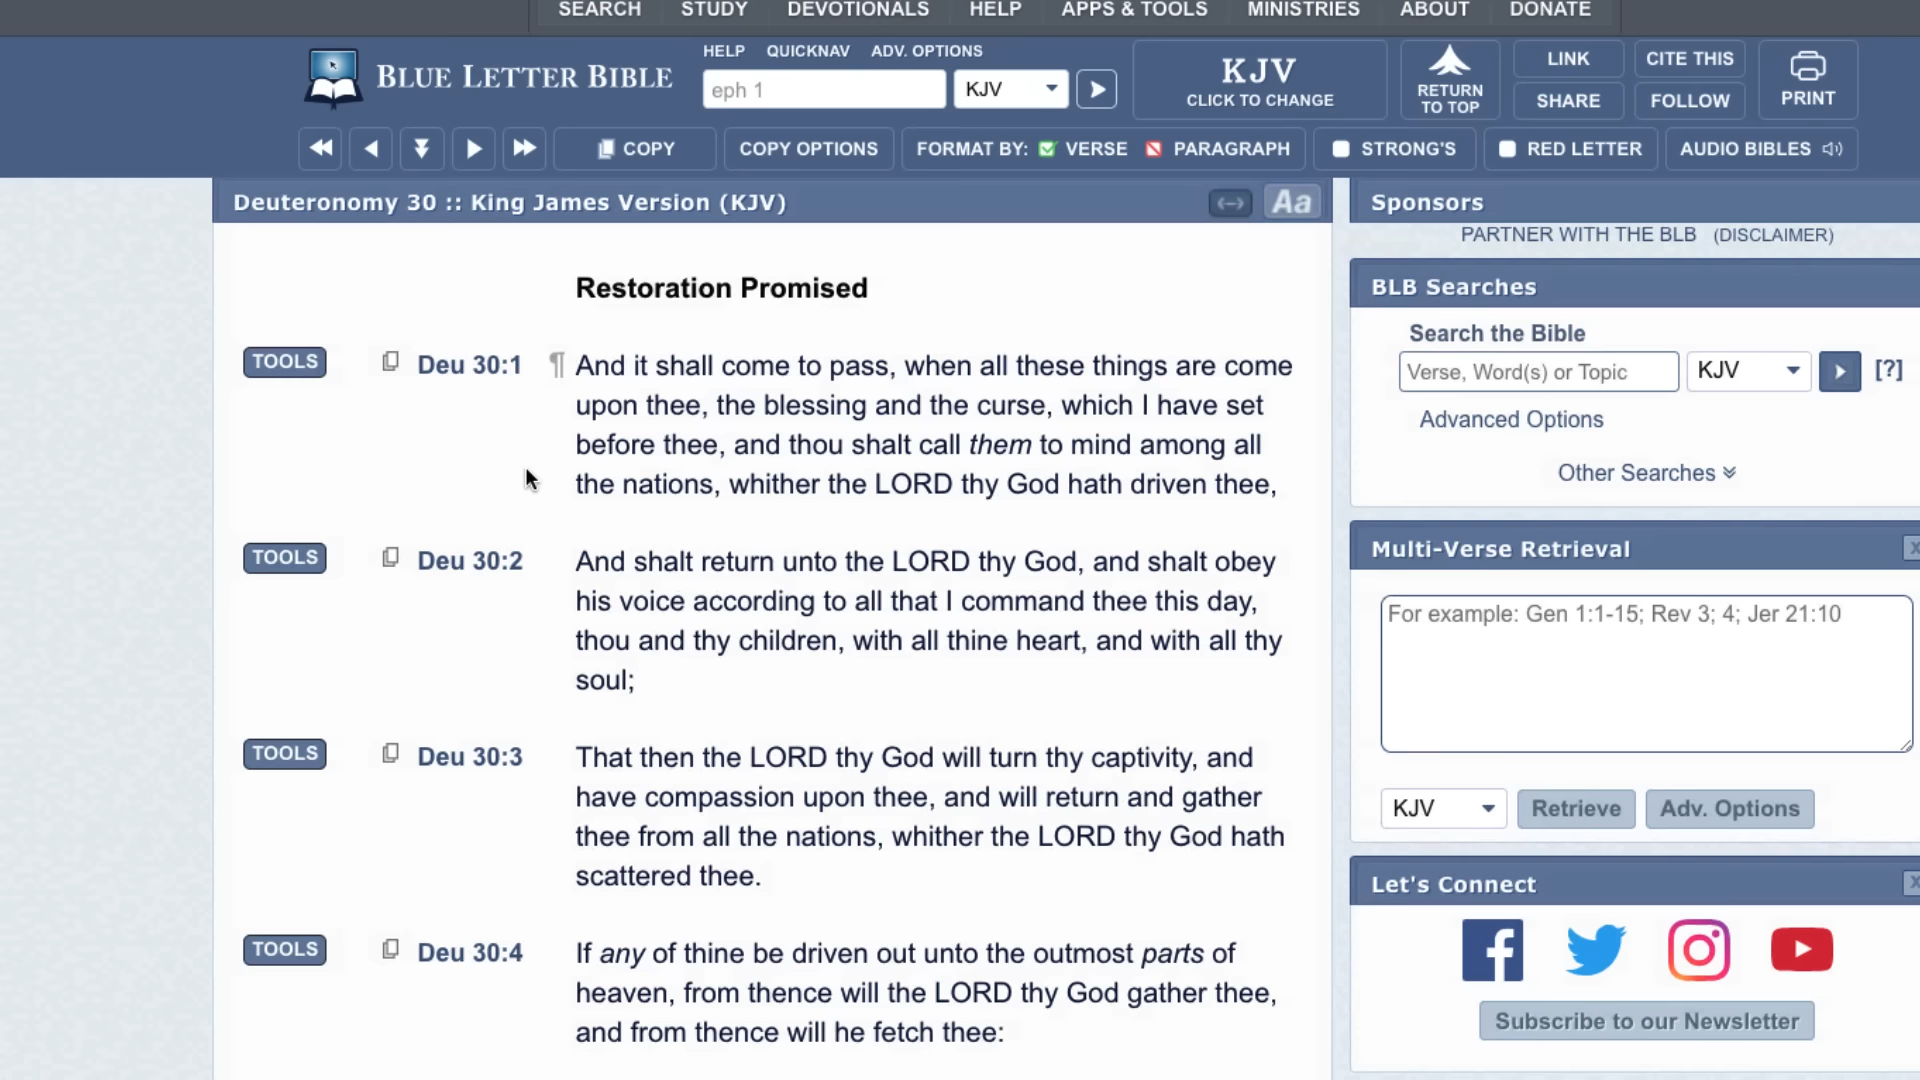 SEARCH STUDY DEVOTIONALS HELP APPS & TOOLS MINISTRIES ABOUT DONATE
BLUE LETTER BIBLE
HELP QUICKNAV ADV. OPTIONS
eph 1 KJV
KJV
CLICK TO CHANGE
RETURN
TO TOP
LINK CITE THIS
SHARE FOLLOW
PRINT
COPY COPY OPTIONS FORMAT BY: VERSE PARAGRAPH STRONG'S RED LETTER AUDIO BIBLES
Deuteronomy 30 :: King James Version (KJV)
Aa
Restoration Promised
TOOLS Deu 30:1 ¶ And it shall come to pass, when all these things are come
upon thee, the blessing and the curse, which I have set
before thee, and thou shalt call them to mind among all
the nations, whither the LORD thy God hath driven thee,
TOOLS Deu 30:2 And shalt return unto the LORD thy God, and shalt obey
his voice according to all that I command thee this day,
thou and thy children, with all thine heart, and with all thy
soul;
TOOLS Deu 30:3 That then the LORD thy God will turn thy captivity, and
have compassion upon thee, and will return and gather
thee from all the nations, whither the LORD thy God hath
scattered thee.
TOOLS Deu 30:4 If any of thine be driven out unto the outmost parts of
heaven, from thence will the LORD thy God gather thee,
and from thence will he fetch thee:
Sponsors
PARTNER WITH THE BLB (DISCLAIMER)
BLB Searches
Search the Bible
Verse, Word(s) or Topic KJV [?]
Advanced Options
Other Searches
Multi-Verse Retrieval
For example: Gen 1:1-15; Rev 3; 4; Jer 21:10
KJV Retrieve Adv. Options
Let's Connect
Subscribe to our Newsletter